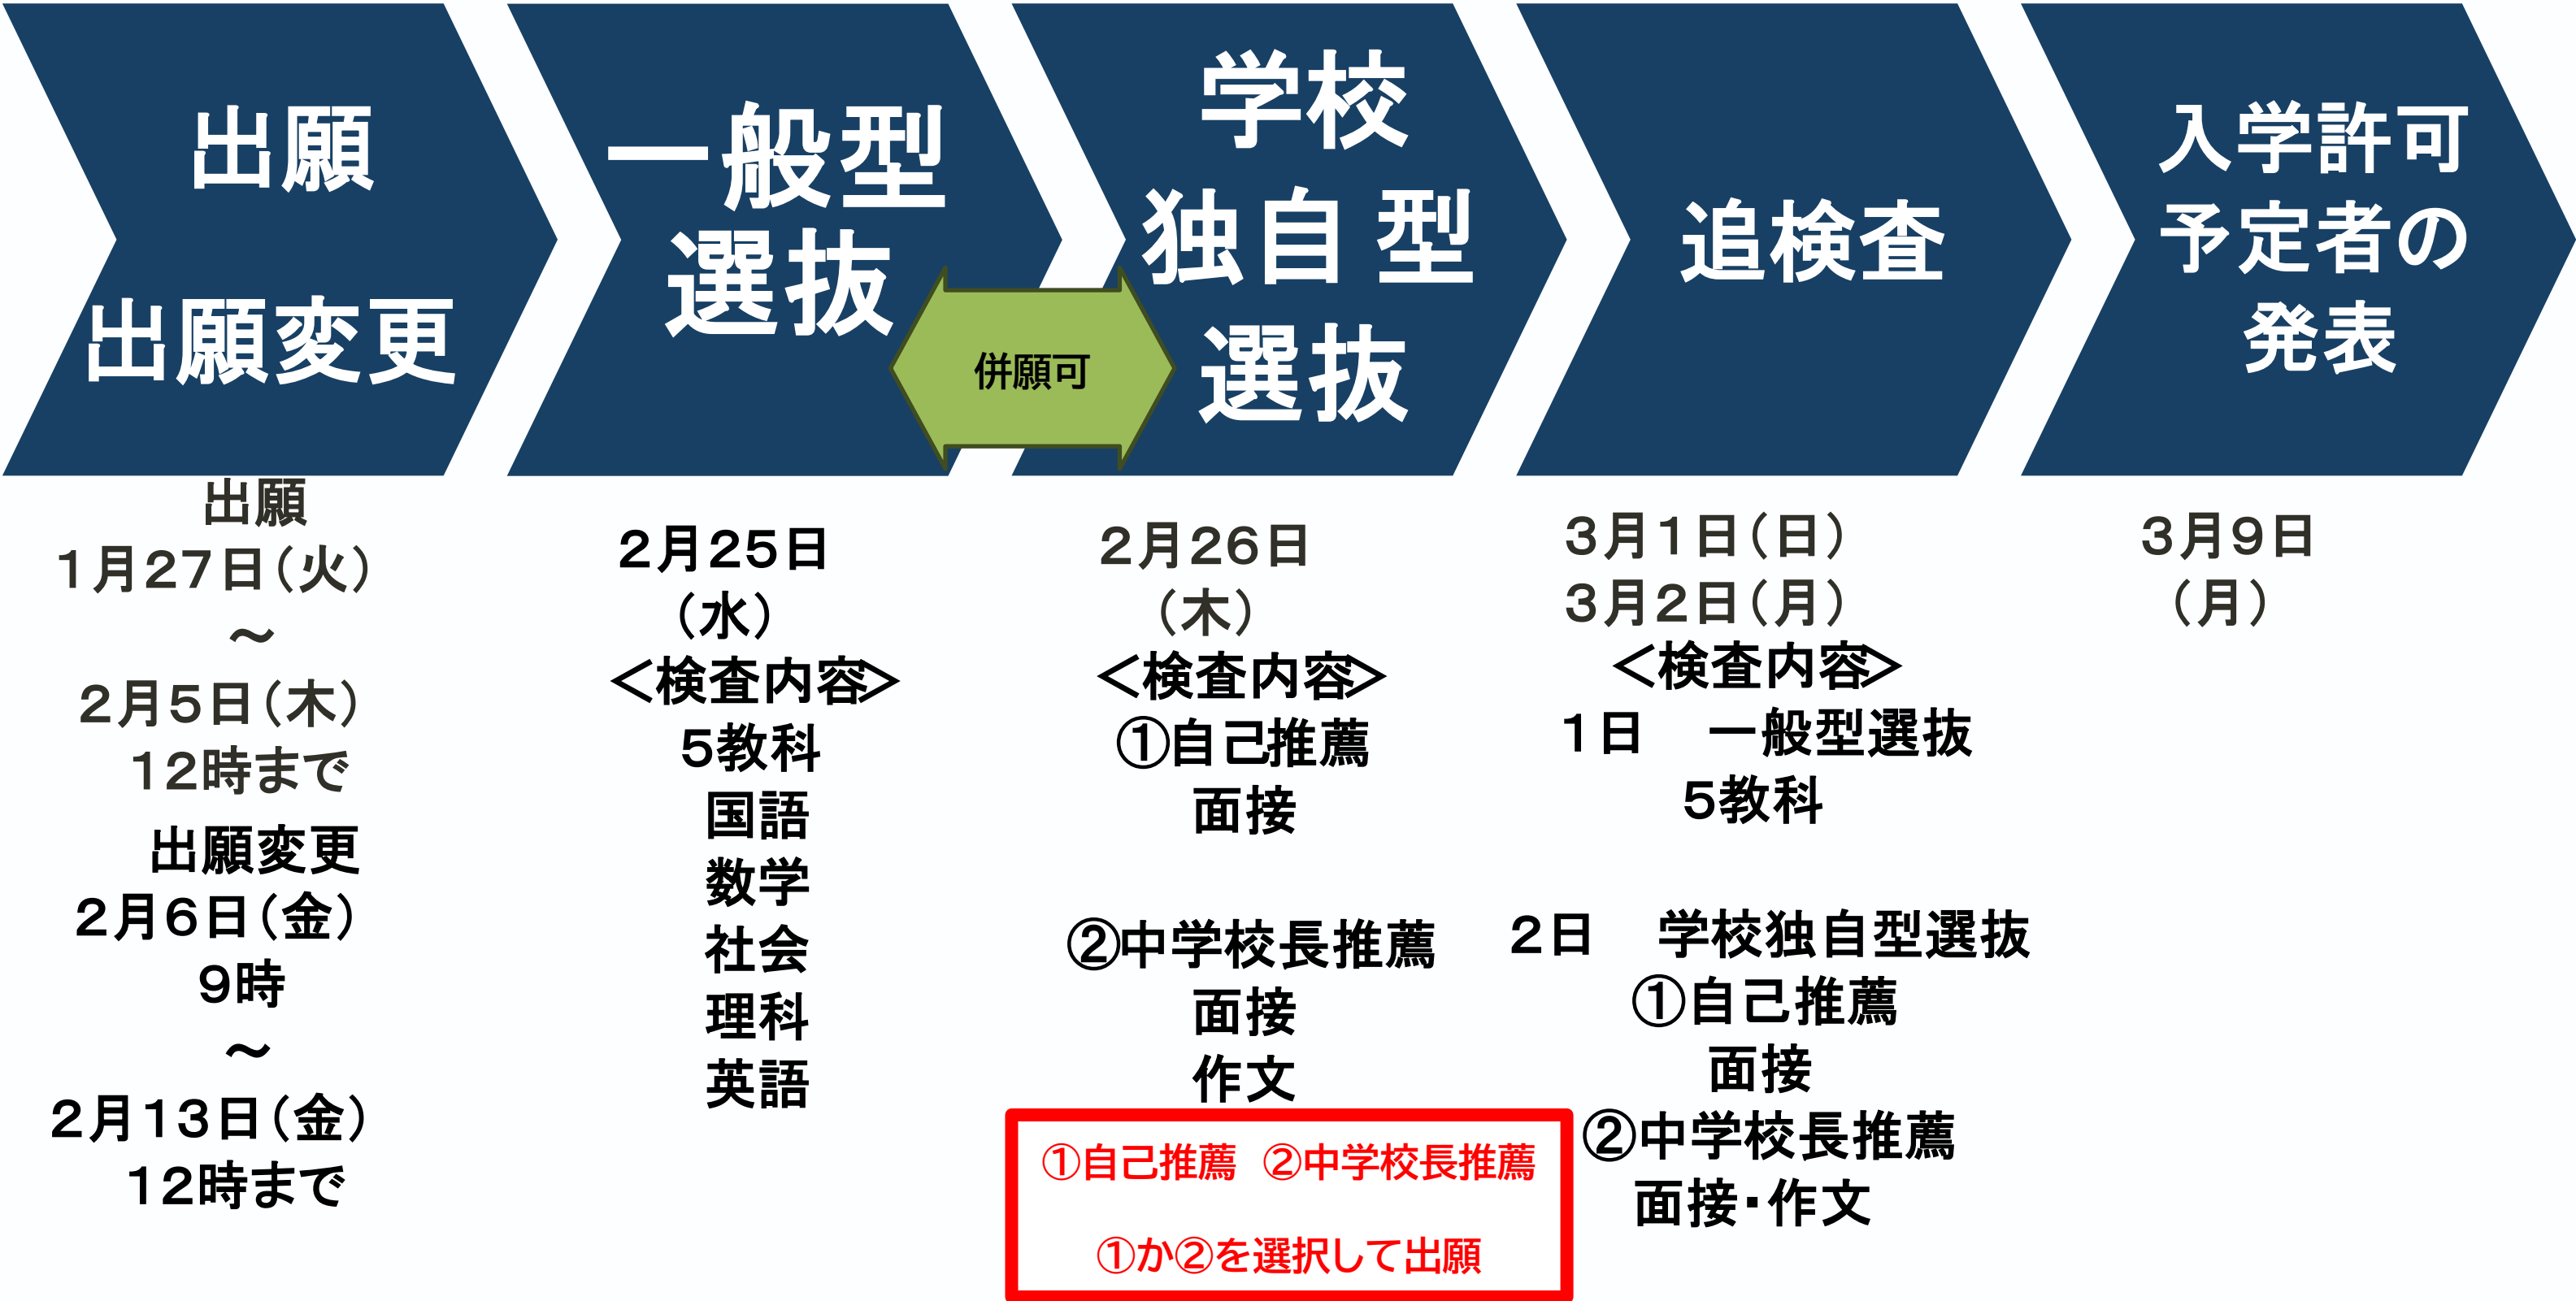 出願
出願変更
一般型
選抜
併願可
学校
独自型
選抜
追検査
入学許可
予定者の
発表
出願
1月27日（火）
～
2月5日（木）
12時まで
出願変更
2月6日（金）
9時
～
2月13日（金）
12時まで
2月25日
（水）
＜検査内容＞
5教科
国語
数学
社会
理科
英語
2月26日
（木）
＜検査内容＞
①自己推薦
面接
②中学校長推薦
面接
作文
①自己推薦 ②中学校長推薦
①か②を選択して出願
3月1日（日）
3月2日（月）
＜検査内容＞
1日　一般型選抜
5教科
2日　学校独自型選抜
①自己推薦
面接
②中学校長推薦
面接・作文
3月9日
（月）